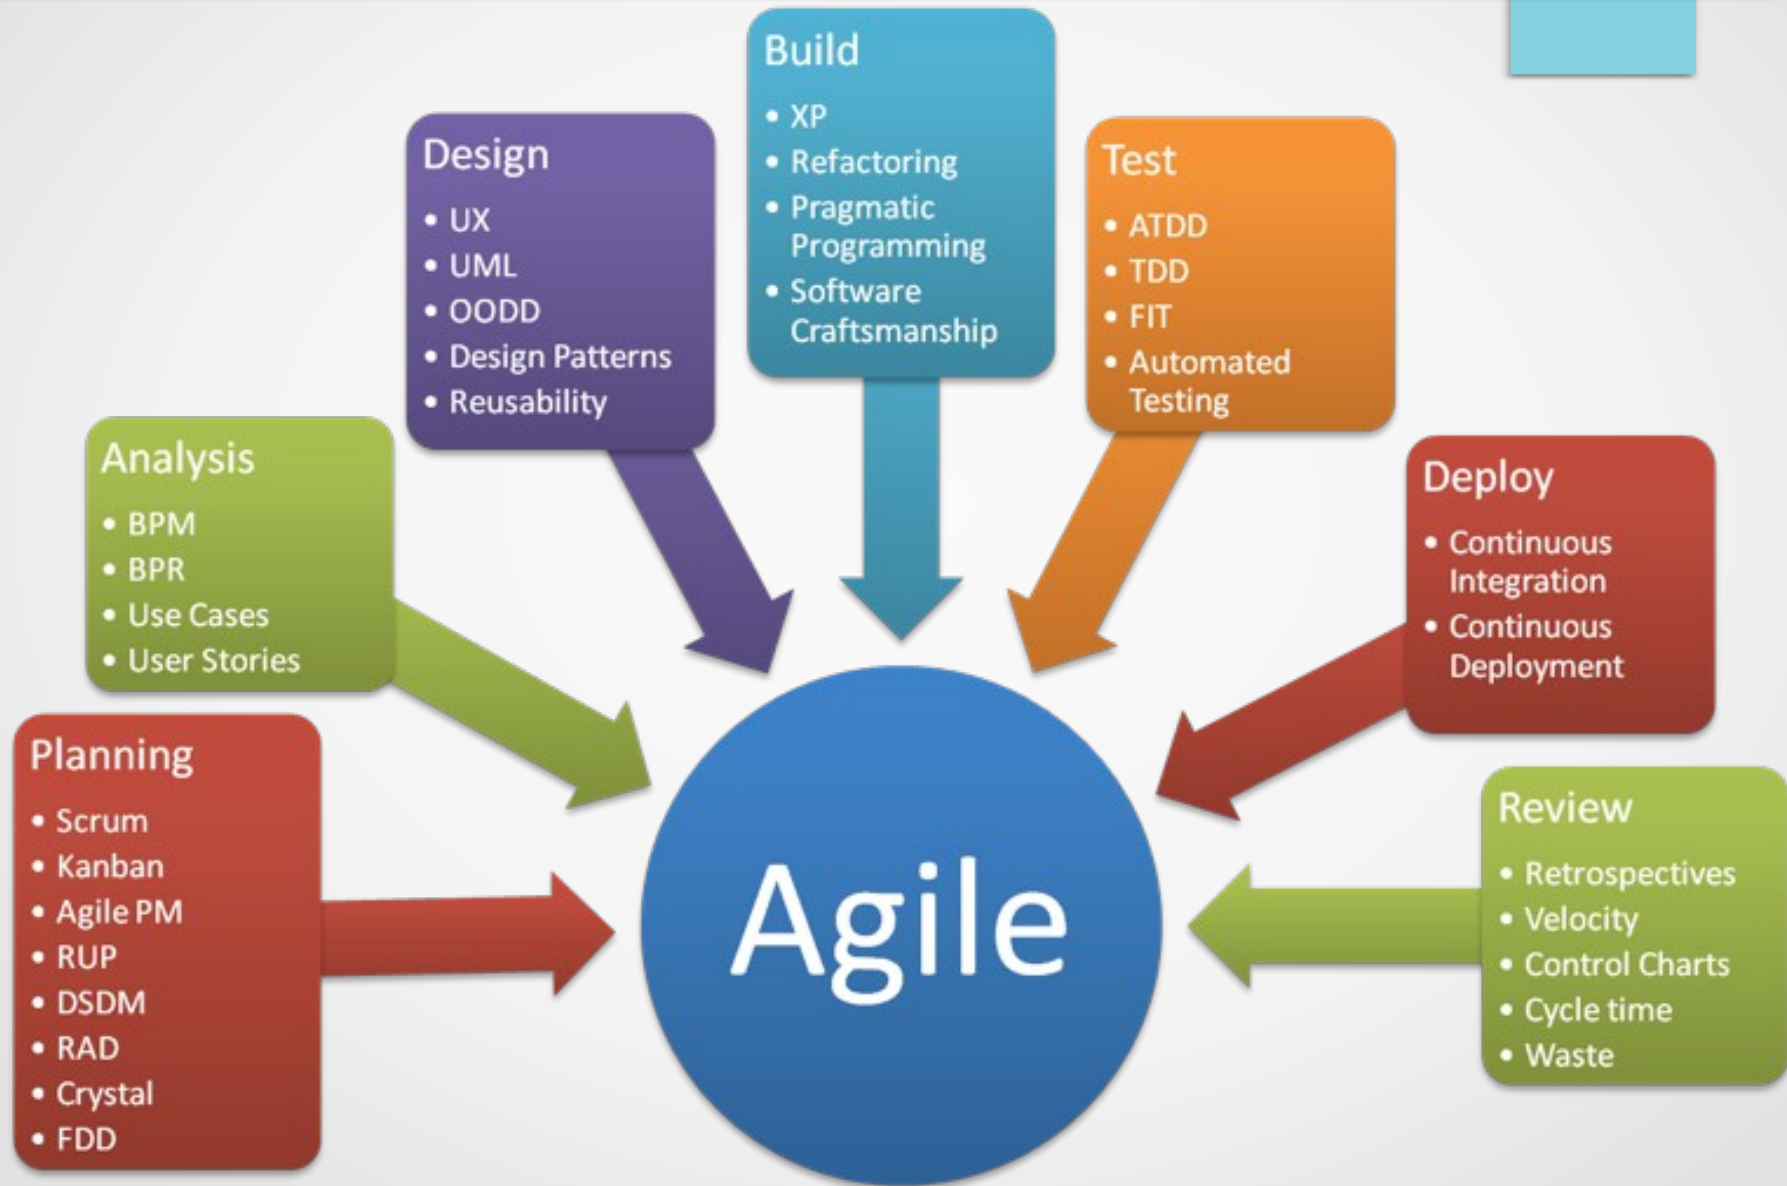 Planning
• Scrum
• Kanban
• Agile PM
• RUP
• DSDM
• RAD
• Crystal
• FDD
Analysis
• BPM
• BPR
• Use Cases
• User Stories
Design
• UX
• UML
• OODD
• Design Patterns
• Reusability
Build
• XP
• Refactoring
• Pragmatic
Programming
• Software
Craftsmanship
Test
• ATDD
• TDD
• FIT
• Automated
Testing
Deploy
• Continuous
Integration
• Continuous
Deployment
Review
• Retrospectives
• Velocity
• Control Charts
• Cycle time
• Waste
Agile